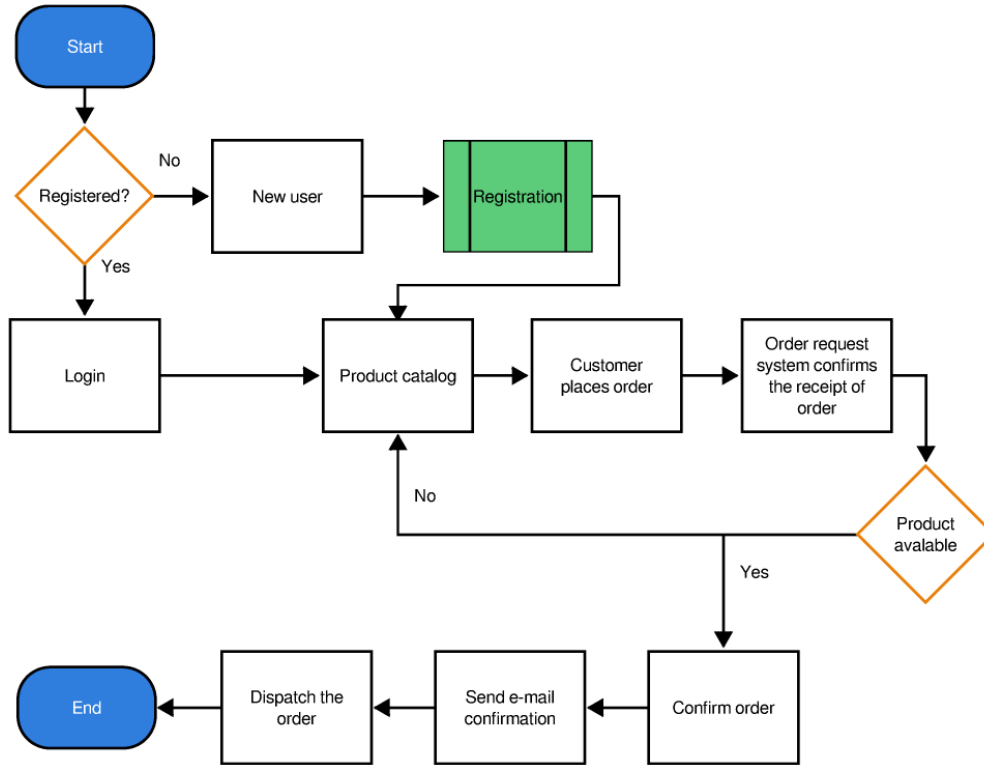 Start
No
Registered?
New user
Registration
Yes
Login
Product catalog
Customer
places order
Order request
system confirms
the receipt of
order
No
Product
avalable
Yes
End
Dispatch the
order
Send e-mail
confirmation
Confirm order